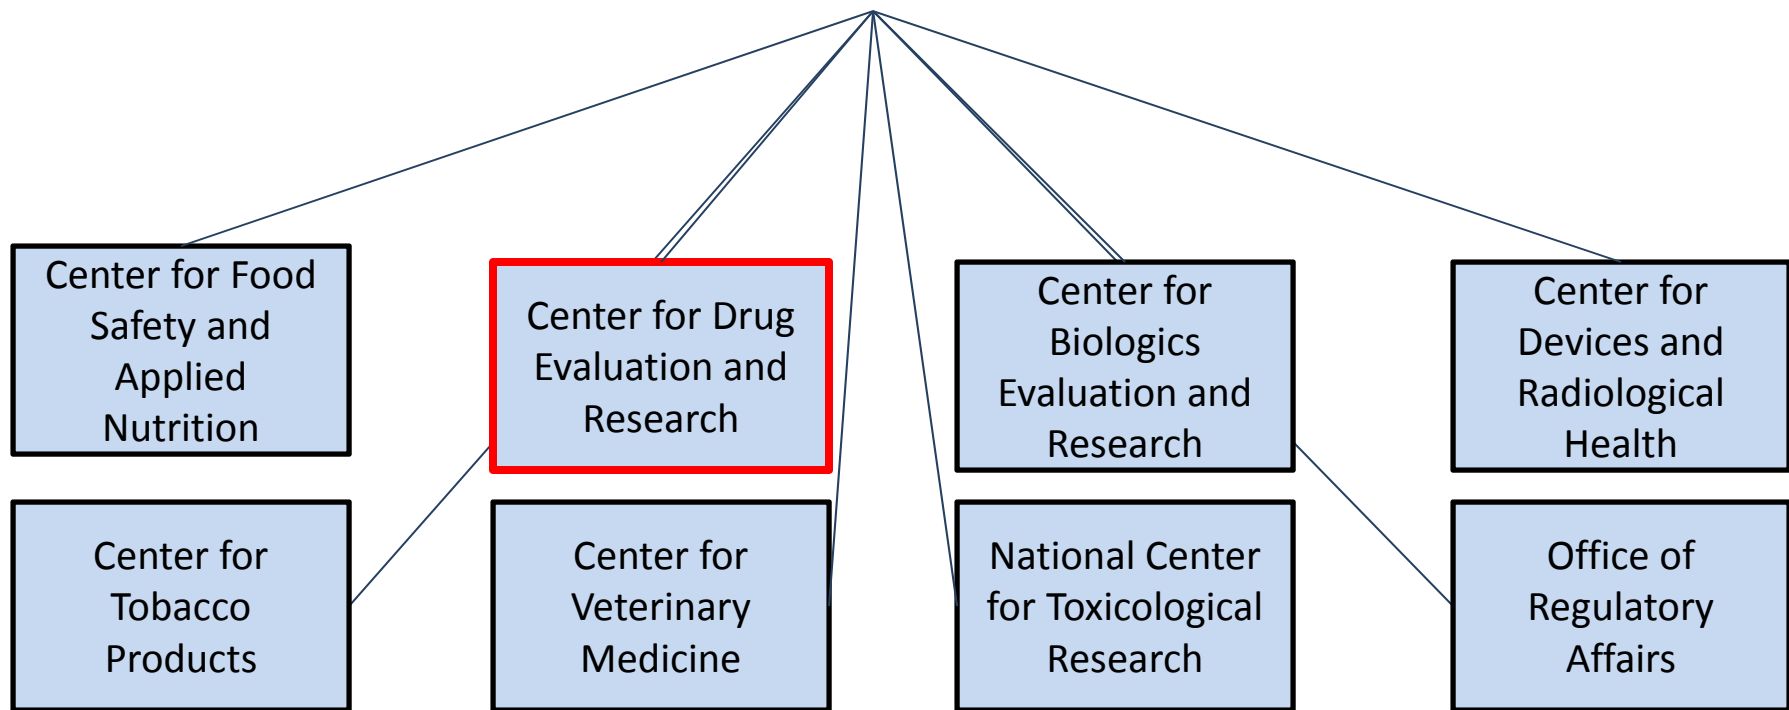 Center for Food
Safety and
Applied
Nutrition
Center for Drug
Evaluation and
Research
Center for
Biologics
Evaluation and
Research
Center for
Devices and
Radiological
Health
Center for
Tobacco
Products
Center for
Veterinary
Medicine
National Center
for Toxicological
Research
Office of
Regulatory
Affairs